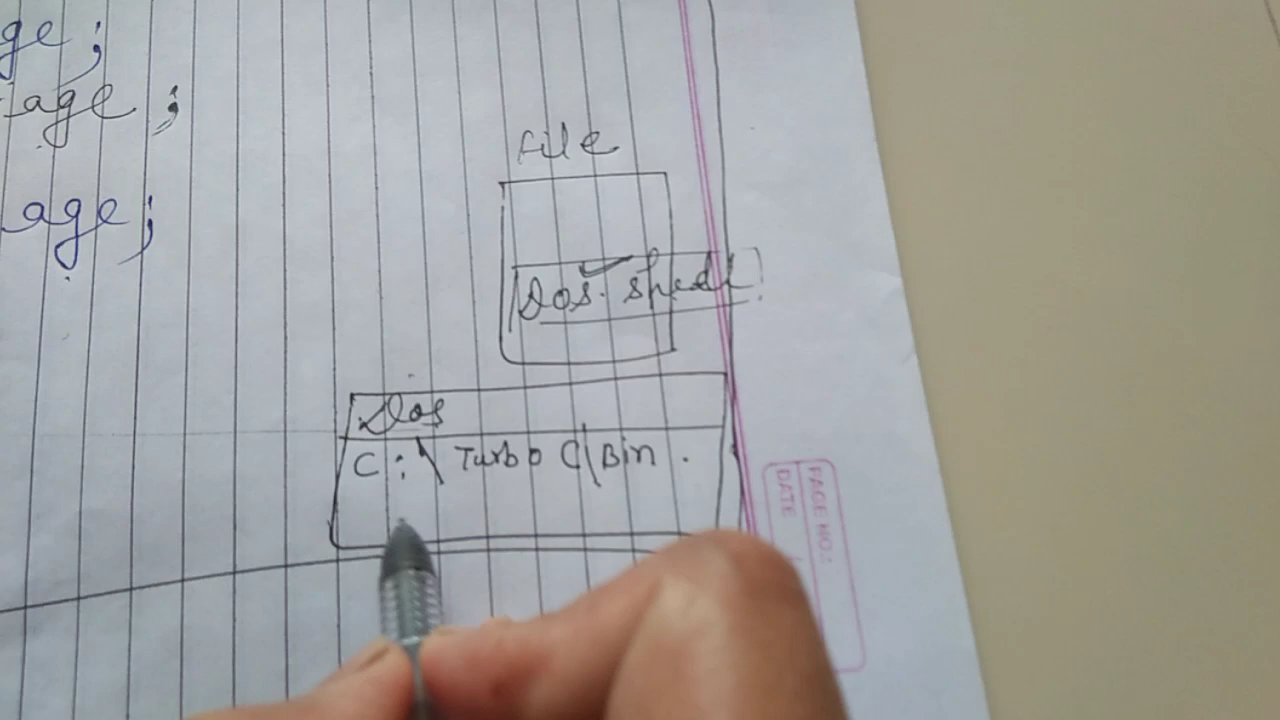 ge;
age;
age;
File
Dos. shell
Dos
C:\ Turbo C\Bin .
PAGE NO.:
DATE